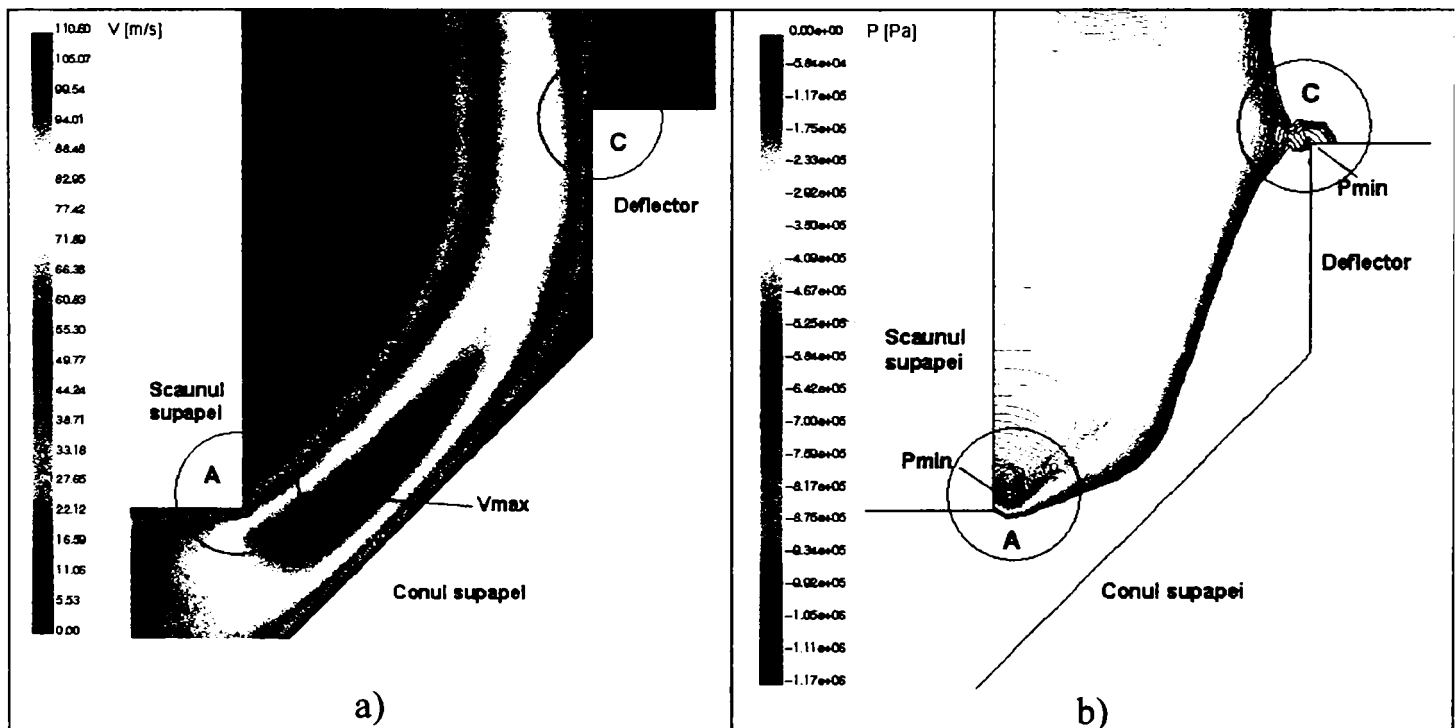 110.60 V [m/s]
105.07
99.54
94.01
88.48
82.95
77.42
71.89
66.36
60.83
55.30
49.77
44.24
38.71
33.18
27.65
22.12
16.59
11.06
5.53
0.00
C
Deflector
Scaunul
supapei
A
Vmax
Conul supapei
a)
0.00e+00 P [Pa]
-5.84e+04
-1.17e+05
-1.75e+05
-2.33e+05
-2.92e+05
-3.50e+05
-4.09e+05
-4.67e+05
-5.25e+05
-5.84e+05
-6.42e+05
-7.00e+05
-7.59e+05
-8.17e+05
-8.75e+05
-9.34e+05
-9.92e+05
-1.05e+06
-1.11e+06
-1.17e+06
C
Pmin
Deflector
Scaunul
supapei
Pmin
A
Conul supapei
b)